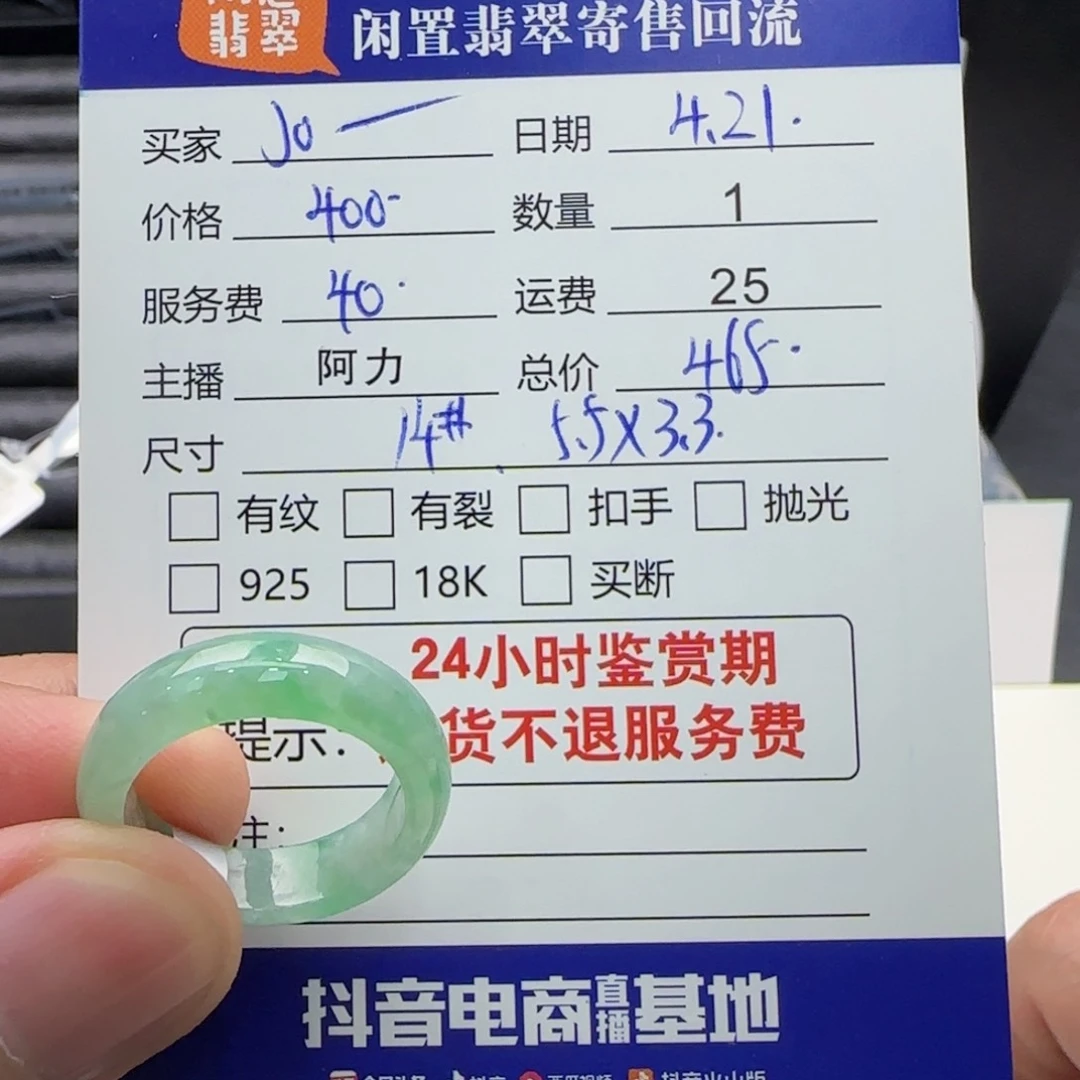 翡翠
闲置翡翠寄售回流
买家 Jo 日期 4.21.
价格 400- 数量 1
服务费 40. 运费 25
主播 阿力 总价 465.
尺寸 14# 5.5X3.3.
有纹 有裂 扣手 抛光
925 18K 买断
24小时鉴赏期
提示: 货不退服务费
注:
抖音电商直播基地